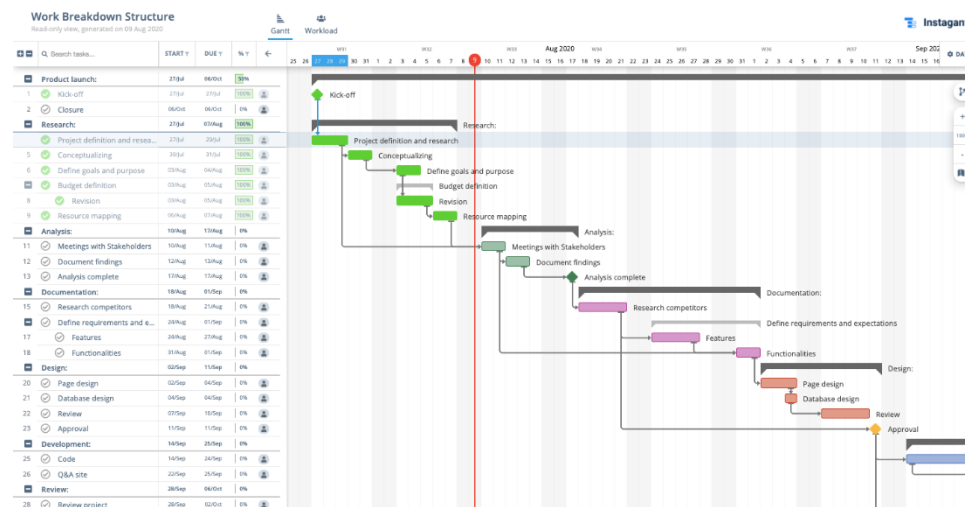 Work Breakdown Structure
Read-only view, generated on 09 Aug 2020
Gantt
Workload
Instagan
Search tasks...
START
DUE
%
W31 W32 W33 Aug 2020 W34 W35 W36 W37 Sep 202
25 26 27 28 29 30 31 1 2 3 4 5 6 7 8 9 10 11 12 13 14 15 16 17 18 19 20 21 22 23 24 25 26 27 28 29 30 31 1 2 3 4 5 6 7 8 9 10 11 12 13 14 15 16
DA
Product launch: 27/Jul 06/Oct 50%
1 Kick-off 27/Jul 27/Jul 100%
2 Closure 06/Oct 06/Oct 0%
Research: 27/Jul 07/Aug 100%
Project definition and resea... 27/Jul 29/Jul 100%
5 Conceptualizing 30/Jul 31/Jul 100%
6 Define goals and purpose 03/Aug 04/Aug 100%
Budget definition 03/Aug 05/Aug 100%
8 Revision 03/Aug 05/Aug 100%
9 Resource mapping 06/Aug 07/Aug 100%
Analysis: 10/Aug 17/Aug 0%
11 Meetings with Stakeholders 10/Aug 11/Aug 0%
12 Document findings 12/Aug 13/Aug 0%
13 Analysis complete 17/Aug 17/Aug 0%
Documentation: 18/Aug 01/Sep 0%
15 Research competitors 18/Aug 21/Aug 0%
Define requirements and e... 24/Aug 01/Sep 0%
17 Features 24/Aug 27/Aug 0%
18 Functionalities 31/Aug 01/Sep 0%
Design: 02/Sep 11/Sep 0%
20 Page design 02/Sep 04/Sep 0%
21 Database design 04/Sep 04/Sep 0%
22 Review 07/Sep 10/Sep 0%
23 Approval 11/Sep 11/Sep 0%
Development: 14/Sep 25/Sep 0%
25 Code 14/Sep 24/Sep 0%
26 Q&A site 22/Sep 25/Sep 0%
Review: 28/Sep 06/Oct 0%
28 Review project 28/Sep 02/Oct 0%
Kick-off
Research:
Project definition and research
Conceptualizing
Define goals and purpose
Budget definition
Revision
Resource mapping
Analysis:
Meetings with Stakeholders
Document findings
Analysis complete
Documentation:
Research competitors
Define requirements and expectations
Features
Functionalities
Design:
Page design
Database design
Review
Approval
+
100
-